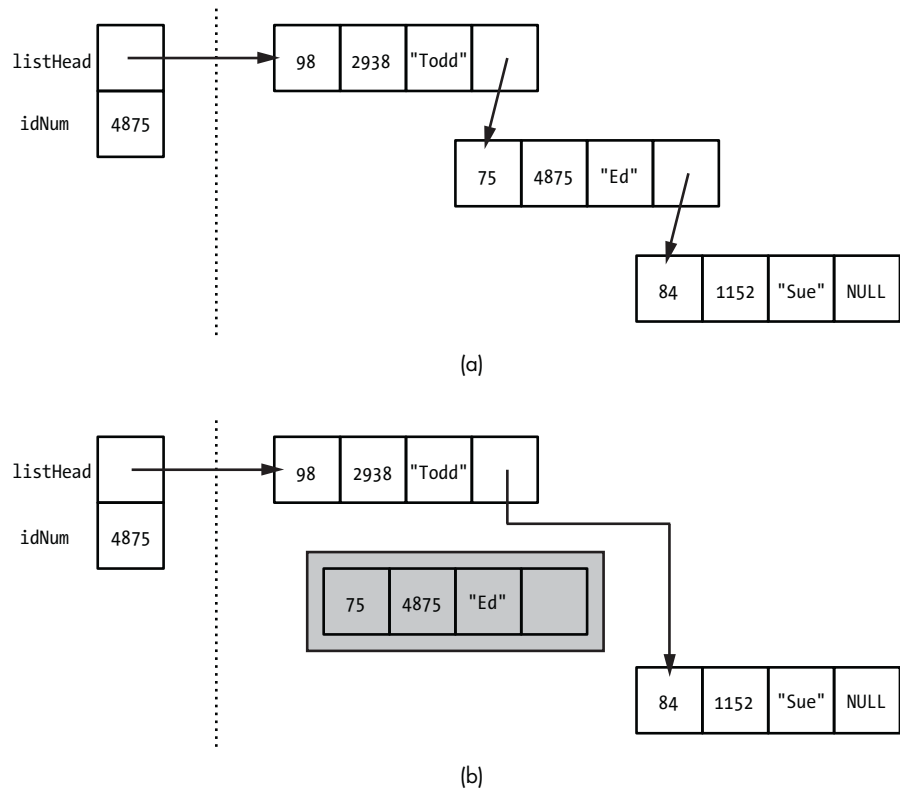 listHead
98 2938 "Todd"
idNum 4875
75 4875 "Ed"
84 1152 "Sue" NULL
(a)
listHead
98 2938 "Todd"
idNum 4875
75 4875 "Ed"
84 1152 "Sue" NULL
(b)